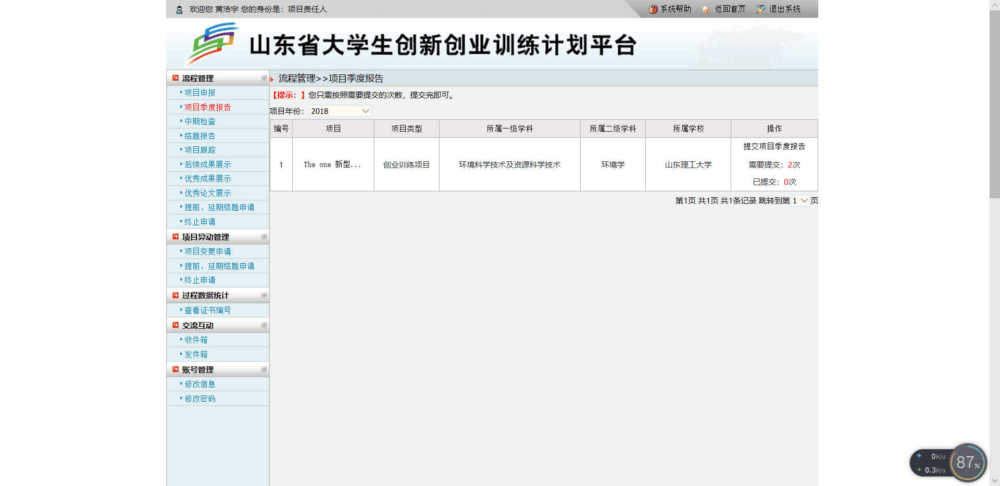 欢迎您 黄浩宇 您的身份是：项目责任人
系统帮助 返回首页 退出系统
山东省大学生创新创业训练计划平台
流程管理
项目申报
项目季度报告
中期检查
结题报告
项目跟踪
后续成果展示
优秀成果展示
优秀论文展示
提前、延期结题申请
终止申请
项目异动管理
项目变更申请
提前、延期结题申请
终止申请
过程数据统计
查看证书编号
交流互动
收件箱
发件箱
账号管理
修改信息
修改密码
流程管理>>项目季度报告
【提示：】您只需按照需要提交的次数，提交完即可。
项目年份： 2018
编号 项目 项目类型 所属一级学科 所属二级学科 所属学校 操作
1 The one 新型... 创业训练项目 环境科学技术及资源科学技术 环境学 山东理工大学 提交项目季度报告
需要提交：2次
已提交：0次
第1页 共1页 共1条记录 跳转到第 1 页
0K/s
0.3K/s
87%